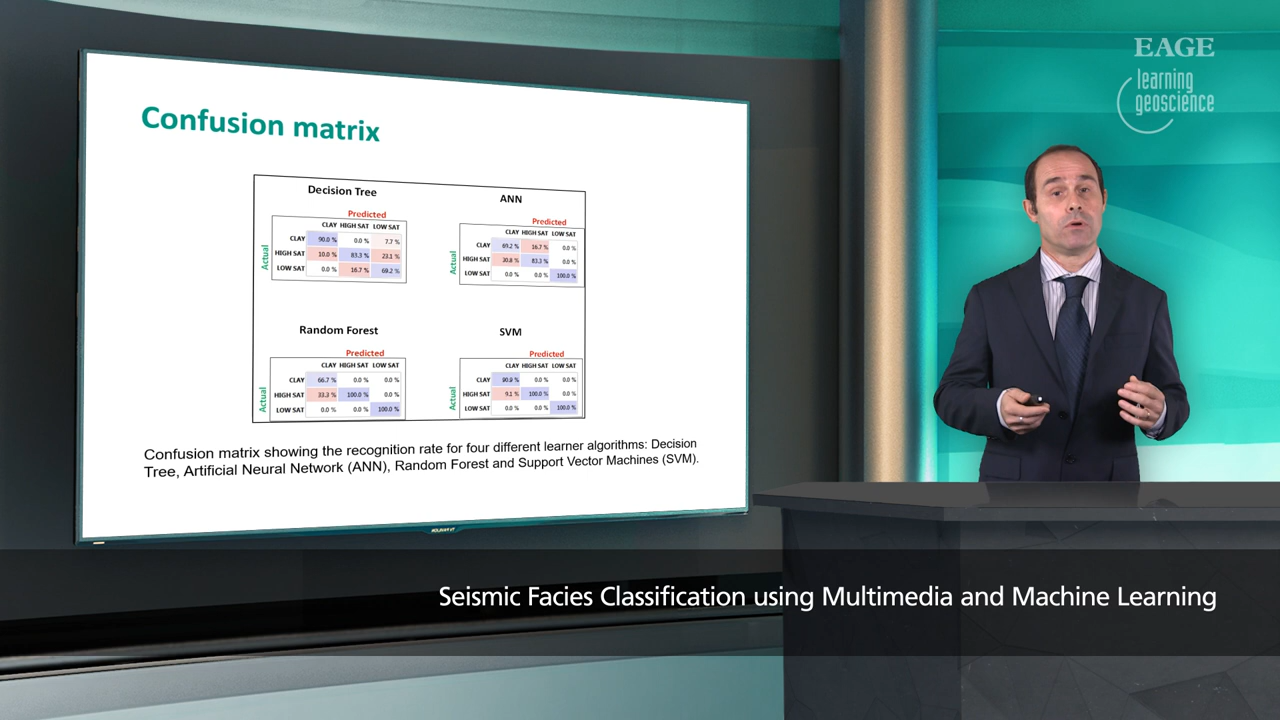 EAGE
learning
geoscience
Confusion matrix
Decision Tree
Predicted
CLAY HIGH SAT LOW SAT
Actual
CLAY 90.0 % 0.0 % 7.7 %
HIGH SAT 10.0 % 83.3 % 23.1 %
LOW SAT 0.0 % 16.7 % 69.2 %
ANN
Predicted
CLAY HIGH SAT LOW SAT
Actual
CLAY 69.2 % 16.7 % 0.0 %
HIGH SAT 30.8 % 83.3 % 0.0 %
LOW SAT 0.0 % 0.0 % 100.0 %
Random Forest
Predicted
CLAY HIGH SAT LOW SAT
Actual
CLAY 66.7 % 0.0 % 0.0 %
HIGH SAT 33.3 % 100.0 % 0.0 %
LOW SAT 0.0 % 0.0 % 100.0 %
SVM
Predicted
CLAY HIGH SAT LOW SAT
Actual
CLAY 90.9 % 0.0 % 0.0 %
HIGH SAT 9.1 % 100.0 % 0.0 %
LOW SAT 0.0 % 0.0 % 100.0 %
Confusion matrix showing the recognition rate for four different learner algorithms: Decision
Tree, Artificial Neural Network (ANN), Random Forest and Support Vector Machines (SVM).
Seismic Facies Classification using Multimedia and Machine Learning